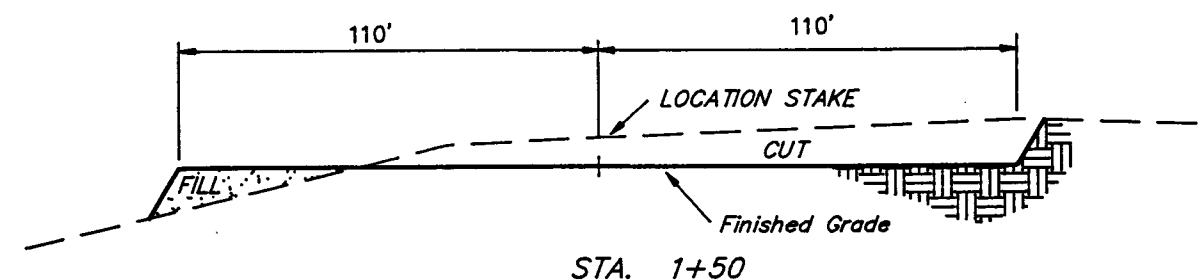 110' 110'
LOCATION STAKE
CUT
FILL
Finished Grade
STA. 1+50